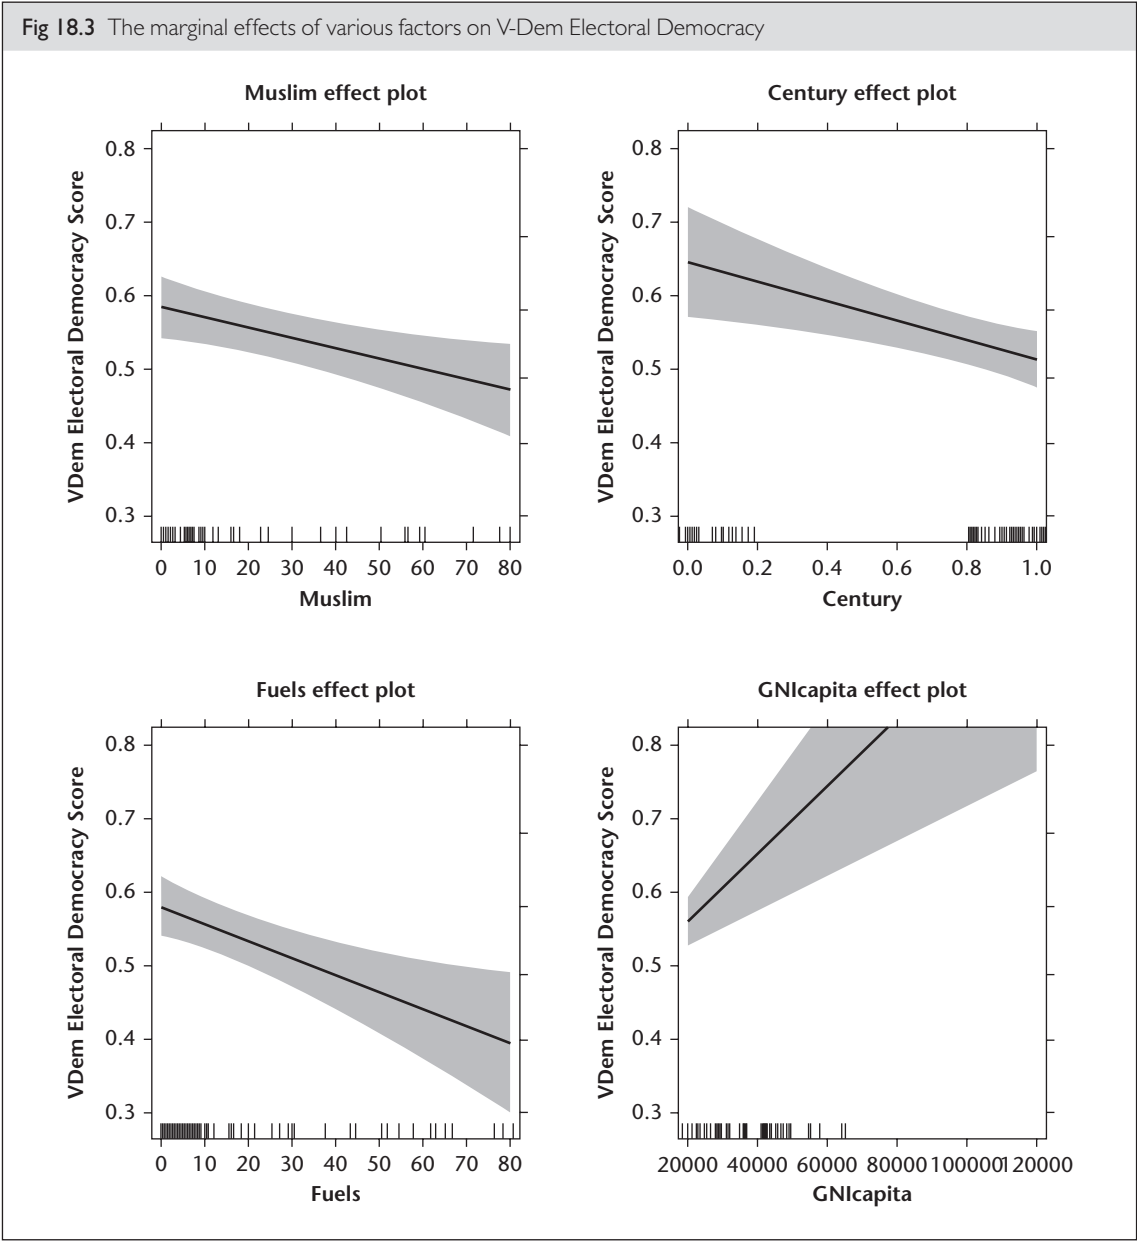 Fig 18.3 The marginal effects of various factors on V-Dem Electoral Democracy
Muslim effect plot
VDem Electoral Democracy Score
0.8
0.7
0.6
0.5
0.4
0.3
0 10 20 30 40 50 60 70 80
Muslim
Century effect plot
VDem Electoral Democracy Score
0.8
0.7
0.6
0.5
0.4
0.3
0.0 0.2 0.4 0.6 0.8 1.0
Century
Fuels effect plot
VDem Electoral Democracy Score
0.8
0.7
0.6
0.5
0.4
0.3
0 10 20 30 40 50 60 70 80
Fuels
GNIcapita effect plot
VDem Electoral Democracy Score
0.8
0.7
0.6
0.5
0.4
0.3
20000 40000 60000 80000 100000 120000
GNIcapita